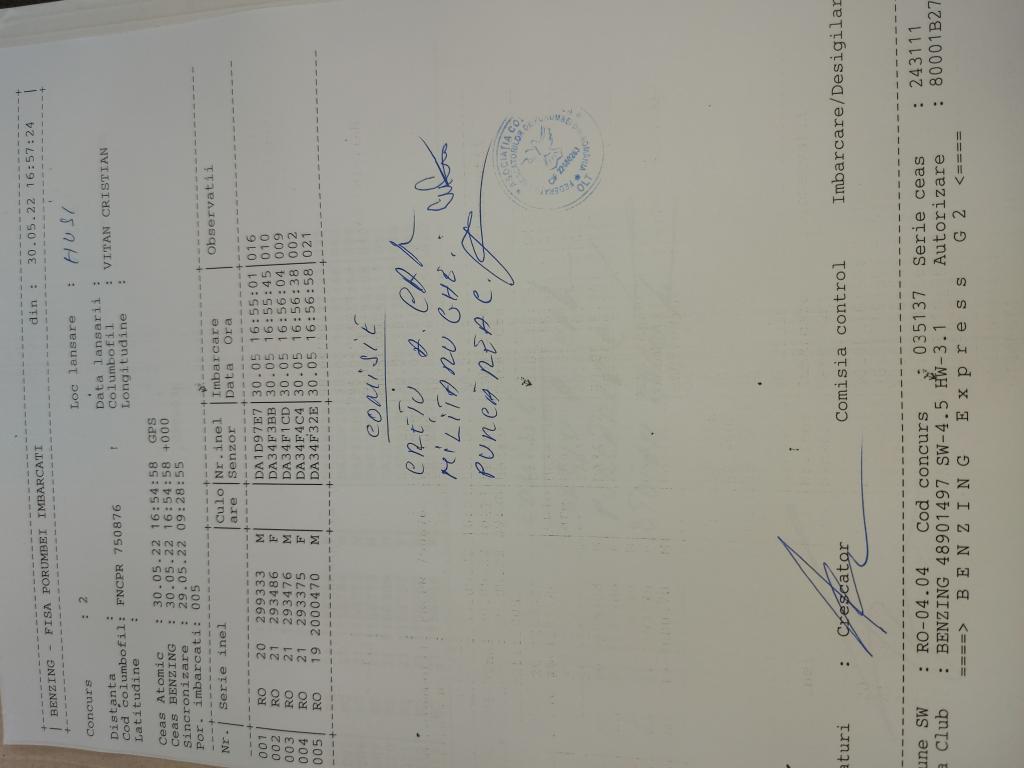 BENZING - FISA PORUMBEI IMBARCATI din : 30.05.22 16:57:24
Concurs : 2 Loc lansare : HUSI
Distanta : ! Data lansarii :
Cod columbofil: FNCPR 750876 Columbofil : VITAN CRISTIAN
Latitudine : Longitudine :
Ceas Atomic : 30.05.22 16:54:58 GPS
Ceas BENZING : 30.05.22 16:54:58 +000
Sincronizare : 29.05.22 09:28:55
Por. imbarcati: 005
Nr. Serie inel Culo Nr.inel Imbarcare Observatii
are Senzor Data Ora
001 RO 20 299333 M DA1D97E7 30.05 16:55:01 016
002 RO 21 293486 F DA34F3BB 30.05 16:55:45 010
003 RO 21 293476 M DA34F1CD 30.05 16:56:04 009
004 RO 21 293375 F DA34F4C4 30.05 16:56:38 002
005 RO 19 2000470 M DA34F32E 30.05 16:56:58 021
COMISIE
CRETU
MILITARU GHE.
ASOCIATIA
FEDERAT
OLT
aturi : Crescator Comisia control Imbarcare/Desigilar
une SW : RO-04.04 Cod concurs : 035137 Serie ceas : 243111
a Club : BENZING 48901497 SW-4.5 HW-3.1 Autorizare : 80001B27
====> B E N Z I N G E x p r e s s G 2 <====